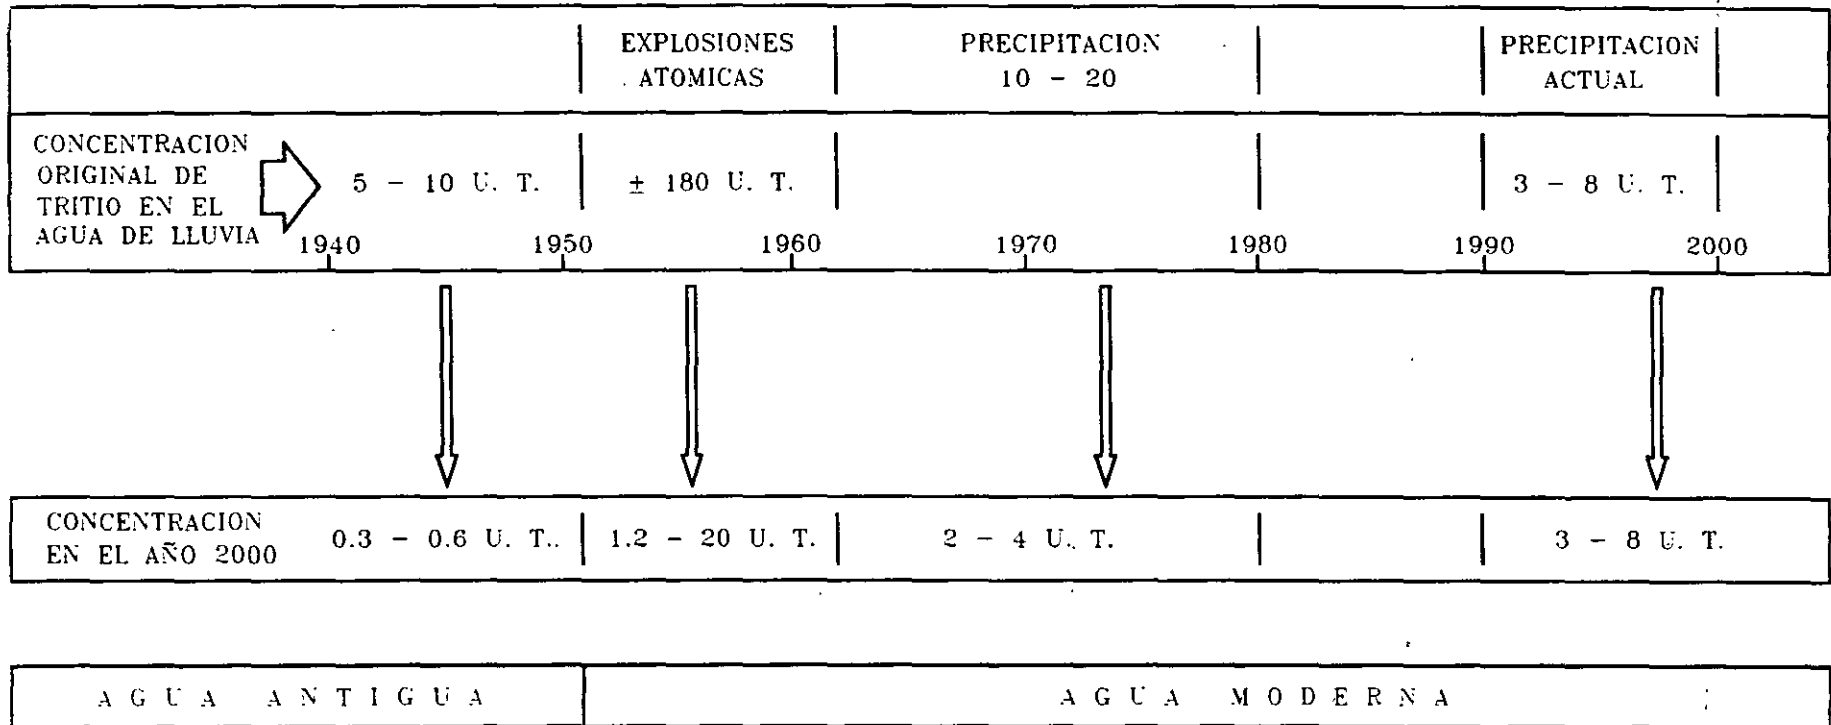 EXPLOSIONES
ATOMICAS
PRECIPITACION
10 - 20
PRECIPITACION
ACTUAL
CONCENTRACION
ORIGINAL DE
TRITIO EN EL
AGUA DE LLUVIA
5 - 10 U. T.
± 180 U. T.
3 - 8 U. T.
1940 1950 1960 1970 1980 1990 2000
CONCENTRACION
EN EL AÑO 2000
0.3 - 0.6 U. T..
1.2 - 20 U. T.
2 - 4 U. T.
3 - 8 U. T.
AGUA ANTIGUA
AGUA MODERNA